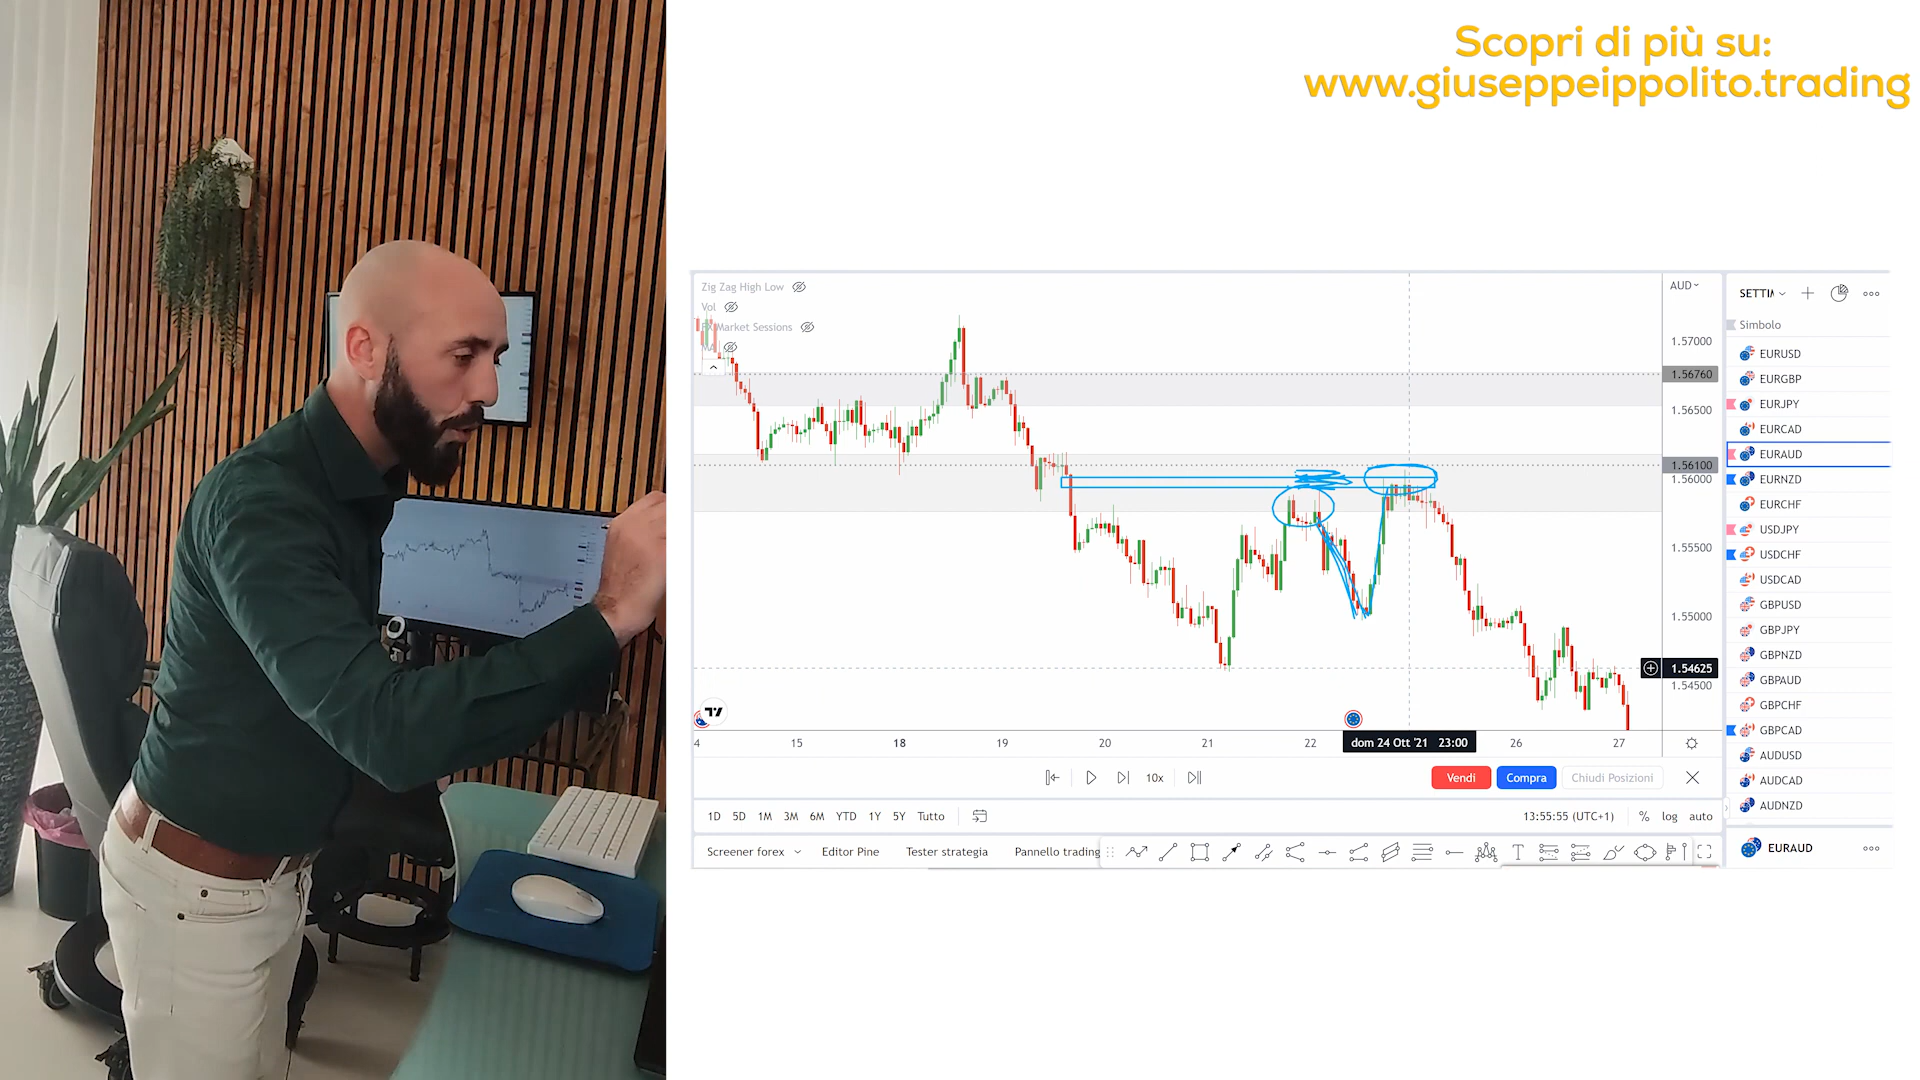 Scopri di più su:
www.giuseppeippolito.trading
Zig Zag High Low
Vol
FX Market Sessions
MA
AUD
1.57000
1.56760
1.56500
1.56100
1.56000
1.55500
1.55000
1.54625
1.54500
4 15 18 19 20 21 22 dom 24 Ott '21 23:00 26 27
10x
Vendi
Compra
Chiudi Posizioni
1D 5D 1M 3M 6M YTD 1Y 5Y Tutto
13:55:55 (UTC+1)
% log auto
Screener forex
Editor Pine
Tester strategia
Pannello trading
Simbolo
EURUSD
EURGBP
EURJPY
EURCAD
EURAUD
EURNZD
EURCHF
USDJPY
USDCHF
USDCAD
GBPUSD
GBPJPY
GBPNZD
GBPAUD
GBPCHF
GBPCAD
AUDUSD
AUDCAD
AUDNZD
EURAUD